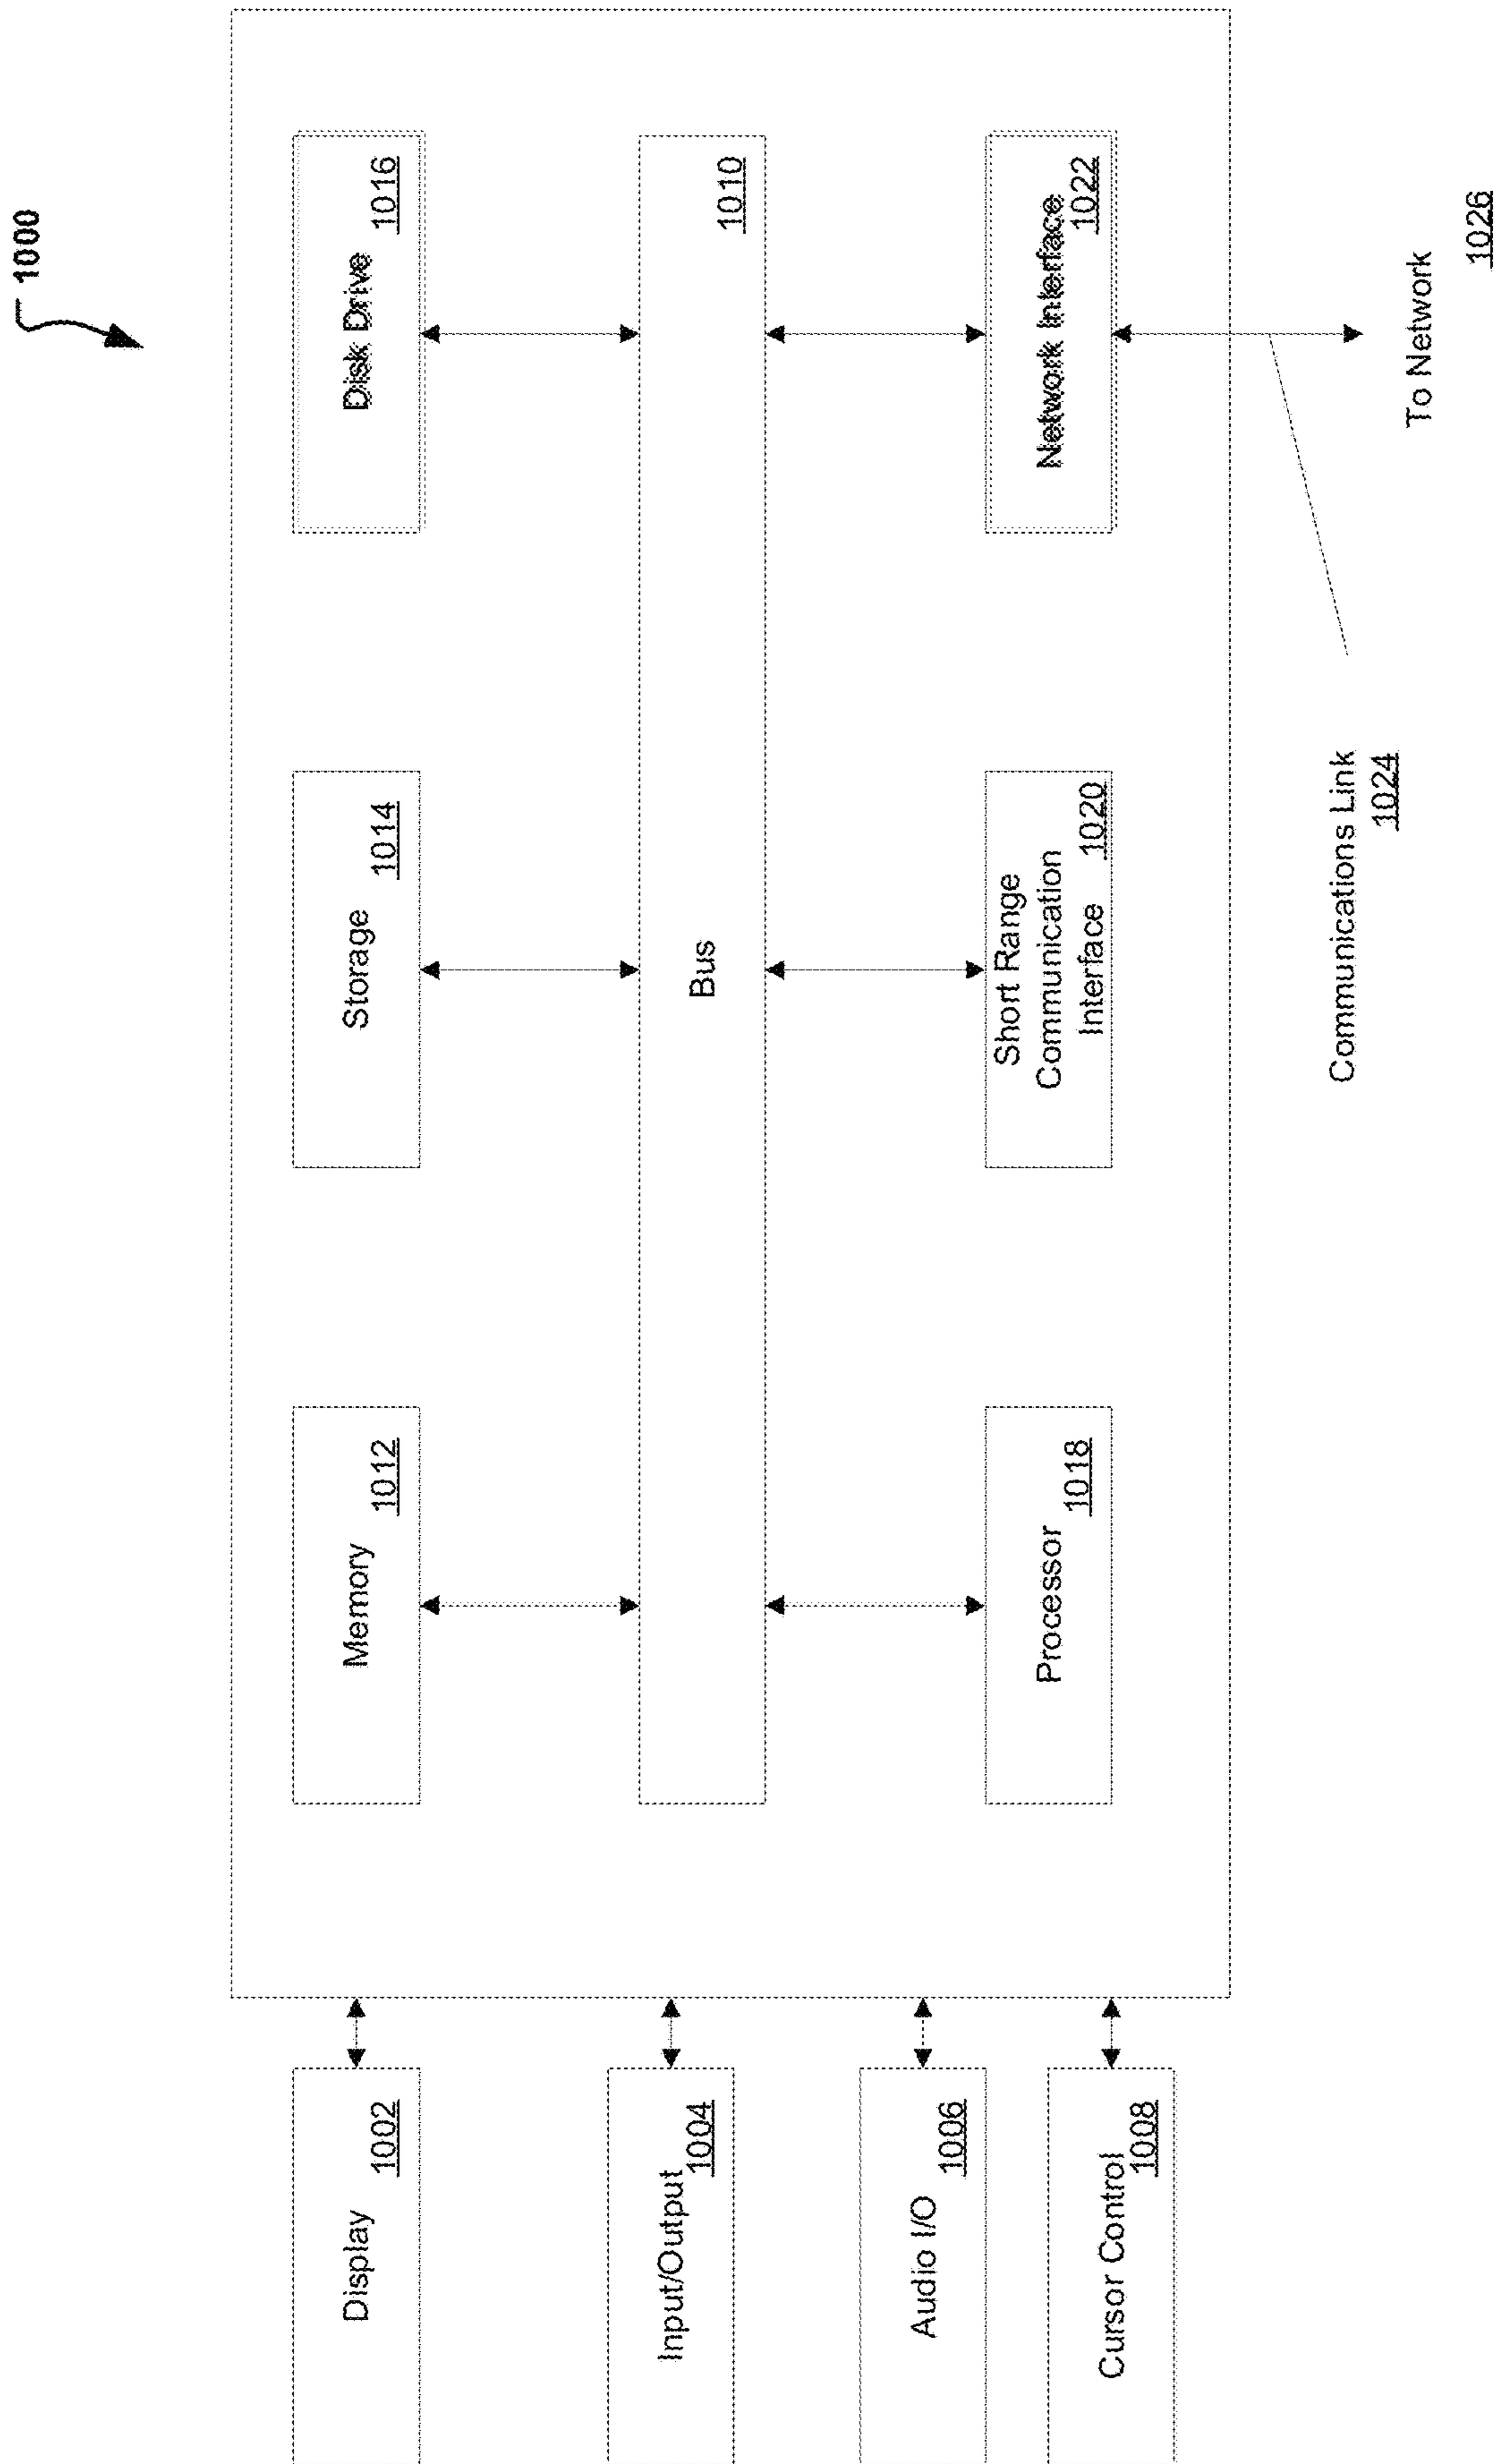 1000
Display
1002
Input/Output
1004
Audio I/O
1006
Cursor Control
1008
Memory
1012
Storage
1014
Disk Drive
1016
Bus
1010
Processor
1018
Short Range
Communication
Interface
1020
Network Interface
1022
Communications Link
1024
To Network
1026